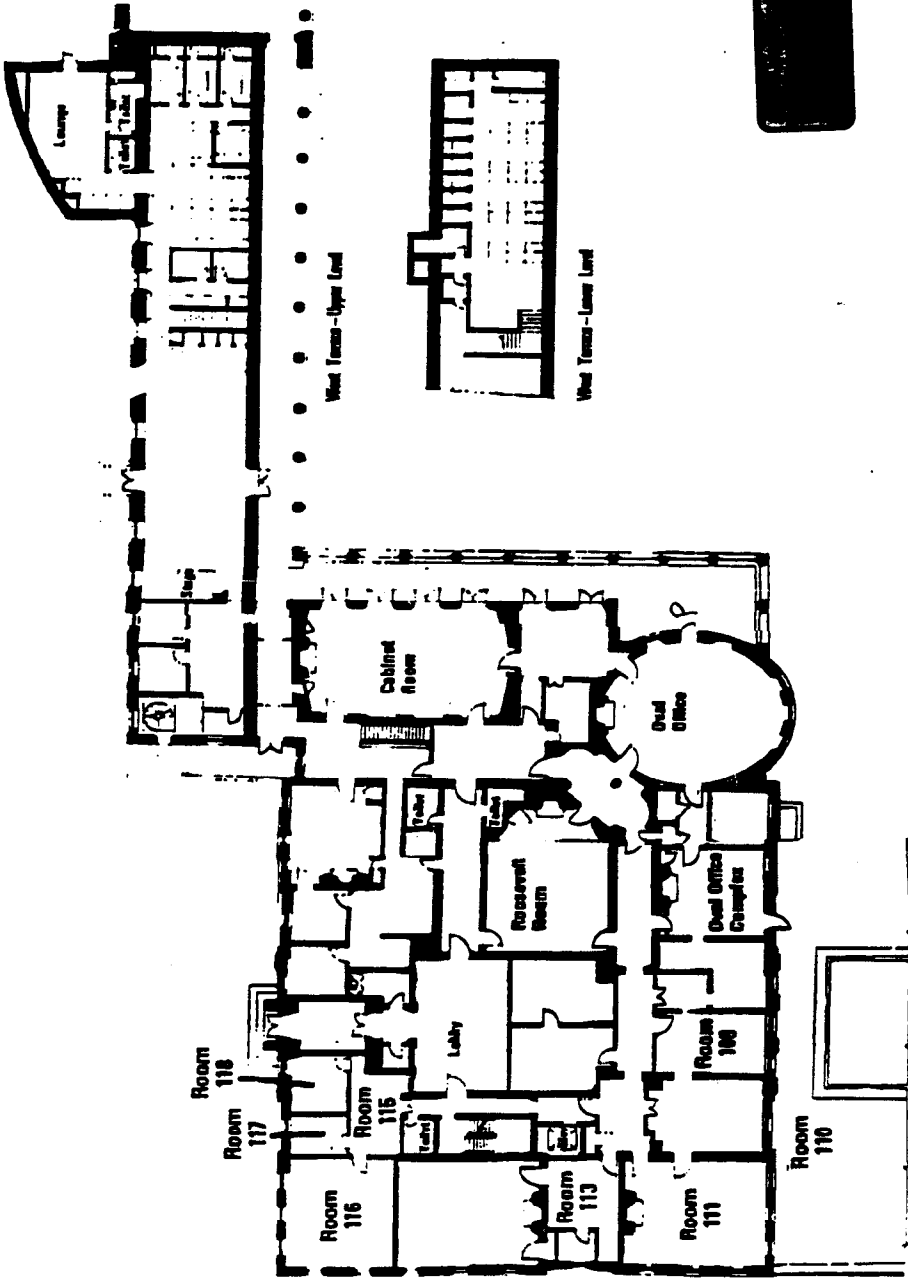 Lounge
Toilet
Toilet
West Terrace - Upper Level
West Terrace - Lower Level
Stage
Cabinet
Room
Oval
Office
Toilet
Toilet
Roosevelt
Room
Oval Office
Complex
Lobby
Room
118
Room
117
Room
115
Room
116
Toilet
Room
113
Room
111
Room
110
Room